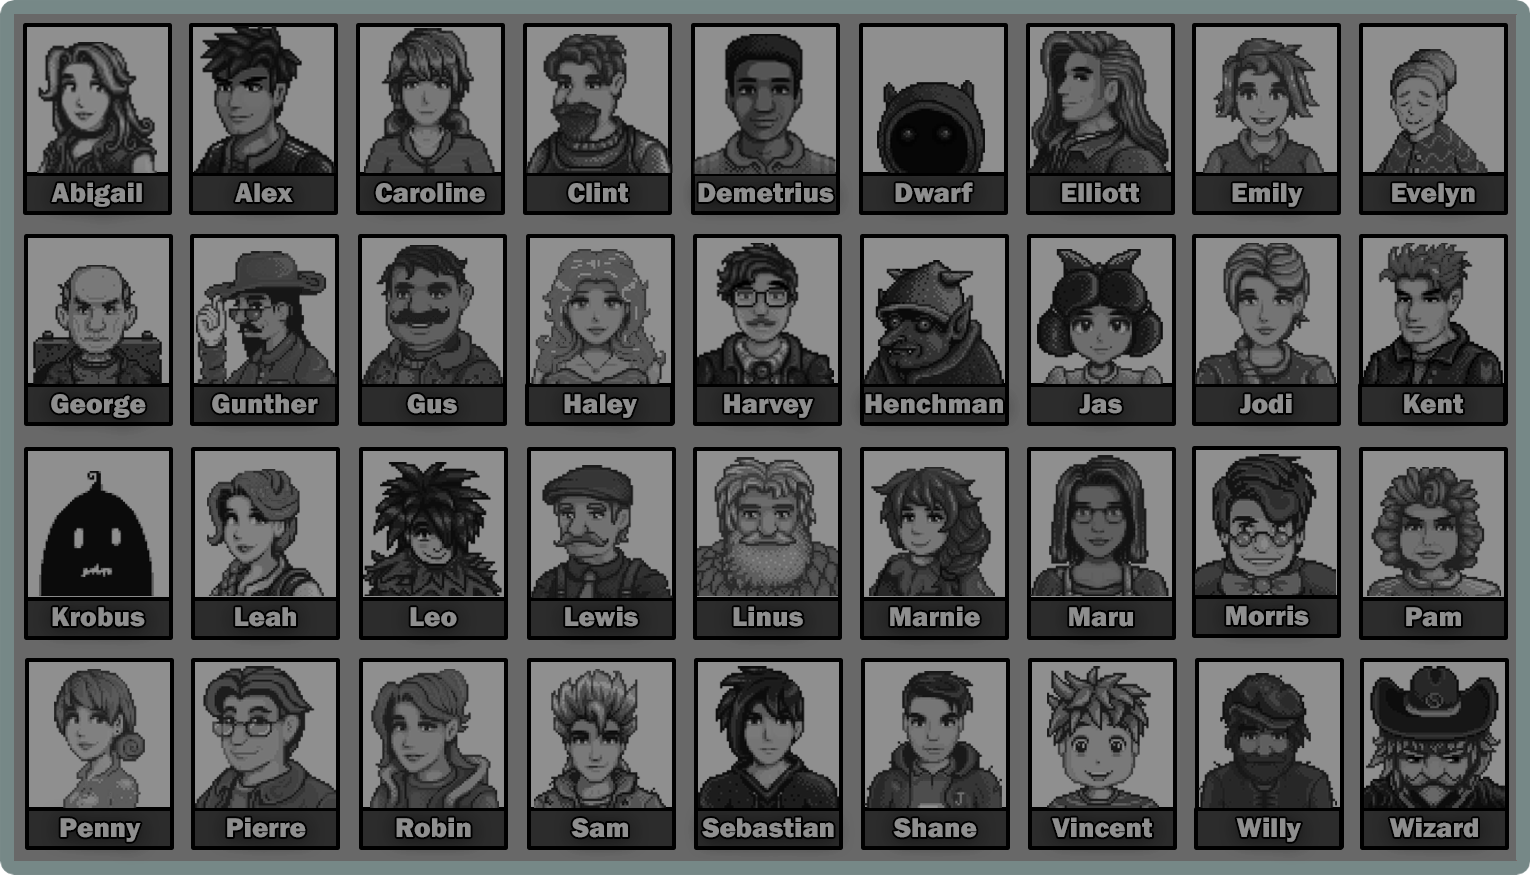 Abigail Alex Caroline Clint Demetrius Dwarf Elliott Emily Evelyn
George Gunther Gus Haley Harvey Henchman Jas Jodi Kent
Krobus Leah Leo Lewis Linus Marnie Maru Morris Pam
Penny Pierre Robin Sam Sebastian Shane Vincent Willy Wizard